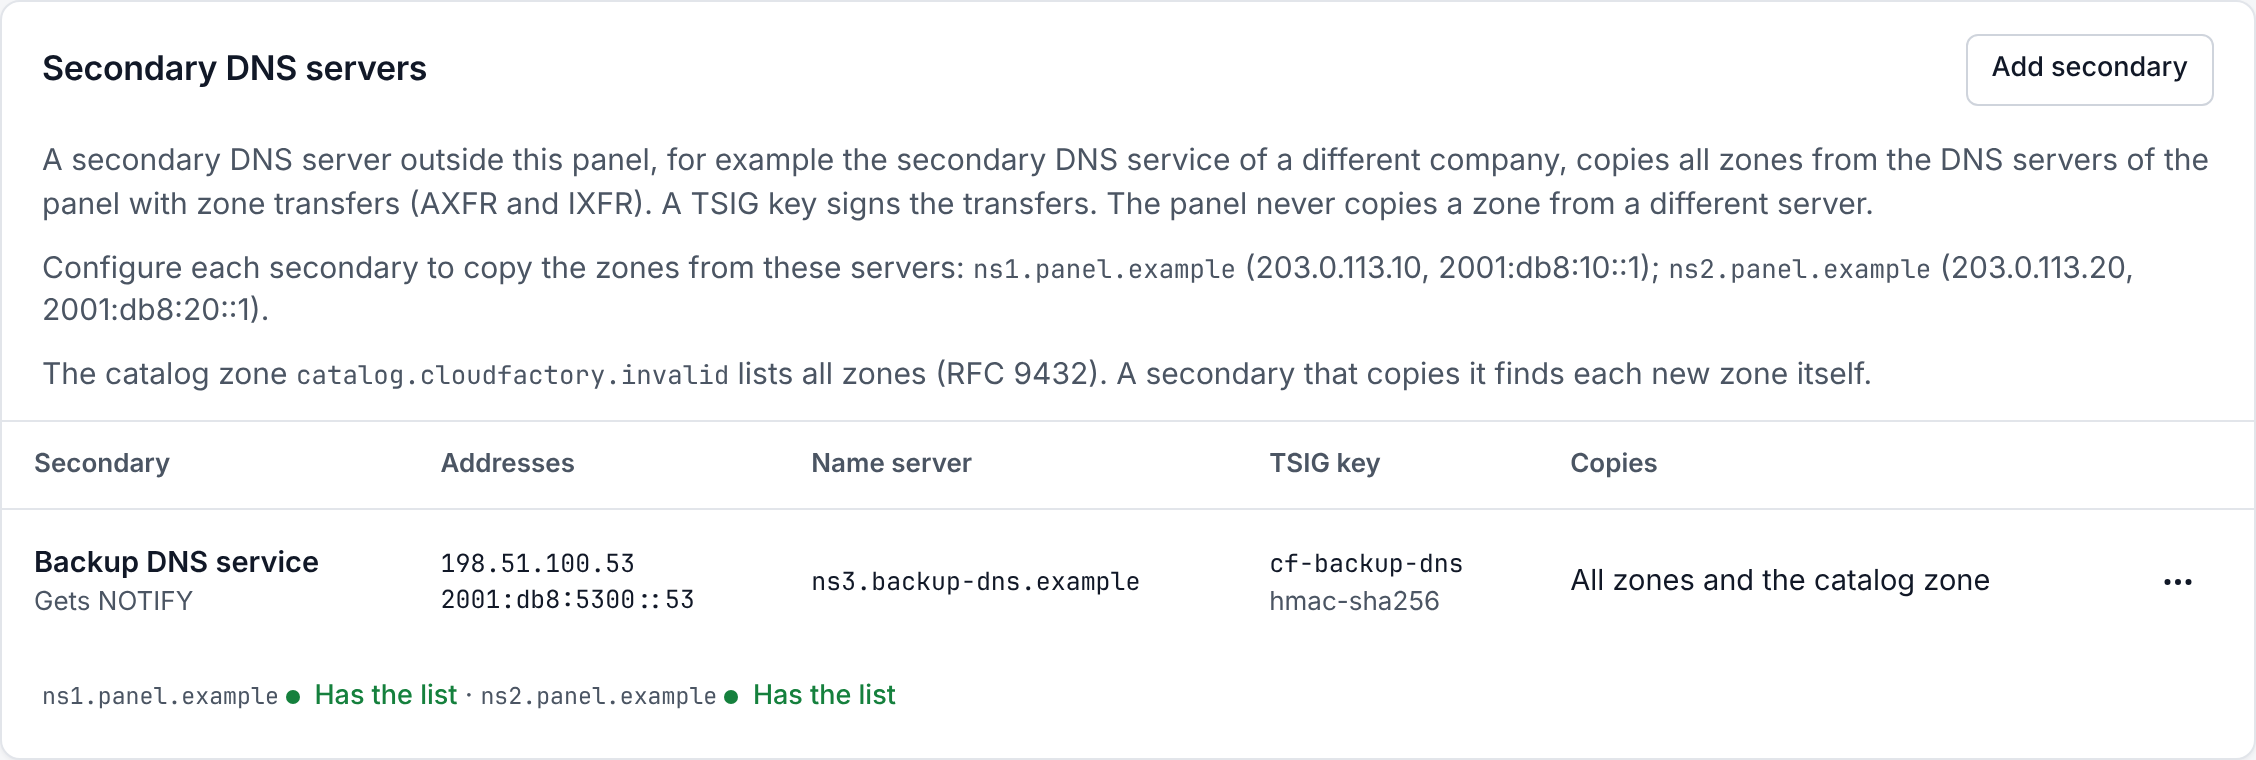 Secondary DNS servers
Add secondary
A secondary DNS server outside this panel, for example the secondary DNS service of a different company, copies all zones from the DNS servers of the
panel with zone transfers (AXFR and IXFR). A TSIG key signs the transfers. The panel never copies a zone from a different server.
Configure each secondary to copy the zones from these servers: ns1.panel.example (203.0.113.10, 2001:db8:10::1); ns2.panel.example (203.0.113.20,
2001:db8:20::1).
The catalog zone catalog.cloudfactory.invalid lists all zones (RFC 9432). A secondary that copies it finds each new zone itself.
Secondary Addresses Name server TSIG key Copies
Backup DNS service 198.51.100.53 ns3.backup-dns.example cf-backup-dns All zones and the catalog zone
Gets NOTIFY 2001:db8:5300::53 hmac-sha256
ns1.panel.example ● Has the list · ns2.panel.example ● Has the list